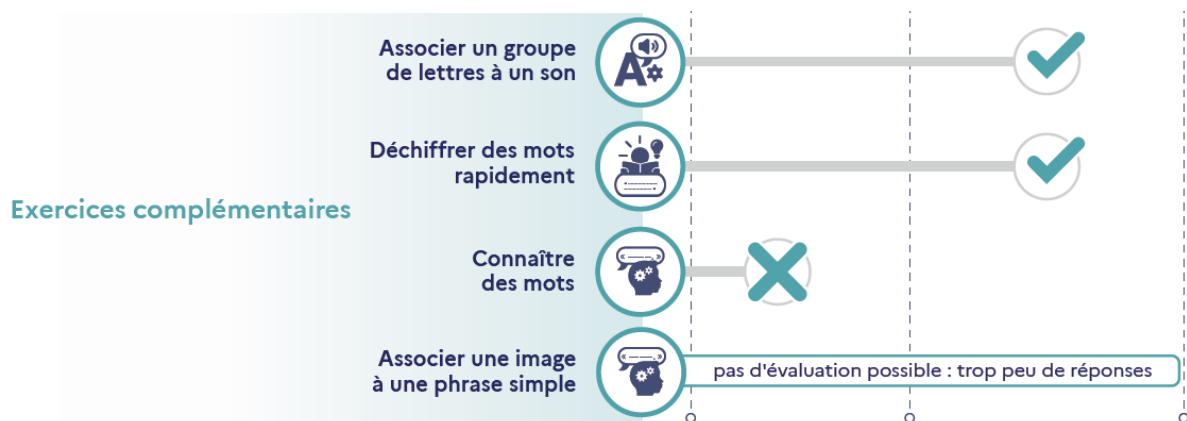 Associer un groupe
de lettres à un son
Déchiffrer des mots
rapidement
Exercices complémentaires
Connaître
des mots
Associer une image
à une phrase simple
pas d'évaluation possible : trop peu de réponses